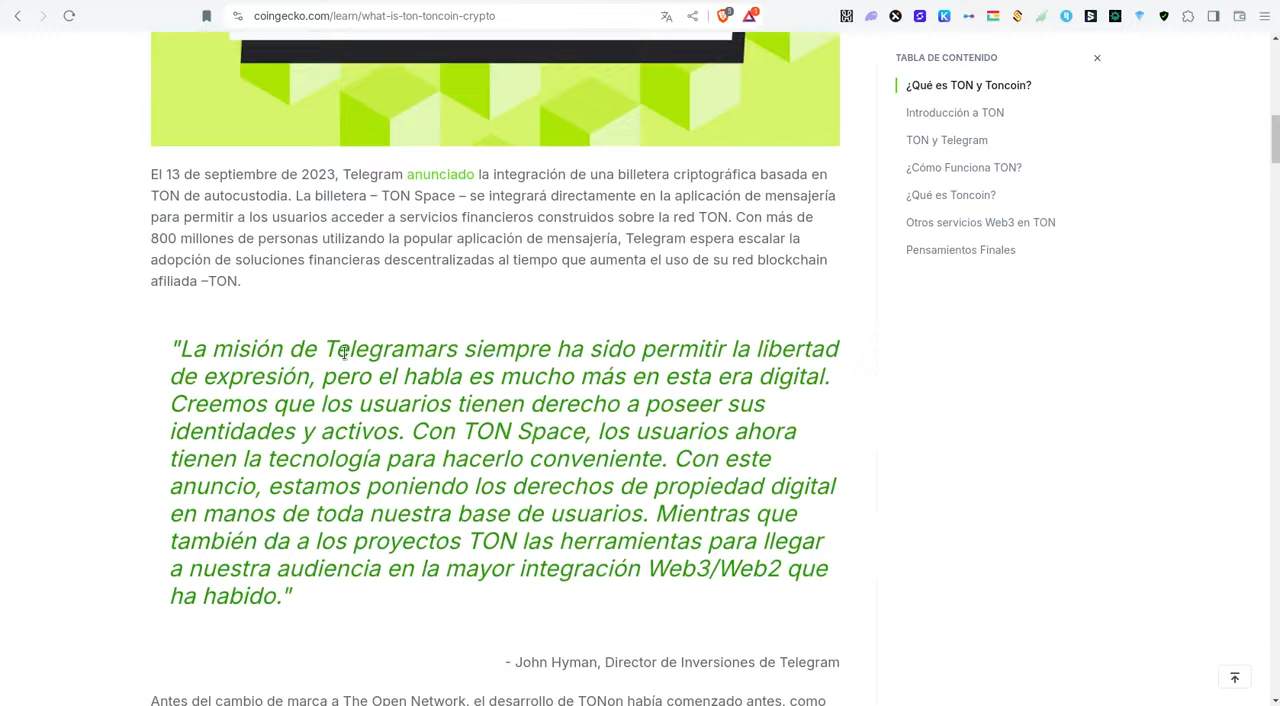 coingecko.com/learn/what-is-ton-toncoin-crypto
El 13 de septiembre de 2023, Telegram anunciado la integración de una billetera criptográfica basada en
TON de autocustodia. La billetera – TON Space – se integrará directamente en la aplicación de mensajería
para permitir a los usuarios acceder a servicios financieros construidos sobre la red TON. Con más de
800 millones de personas utilizando la popular aplicación de mensajería, Telegram espera escalar la
adopción de soluciones financieras descentralizadas al tiempo que aumenta el uso de su red blockchain
afiliada –TON.
"La misión de Telegramars siempre ha sido permitir la libertad
de expresión, pero el habla es mucho más en esta era digital.
Creemos que los usuarios tienen derecho a poseer sus
identidades y activos. Con TON Space, los usuarios ahora
tienen la tecnología para hacerlo conveniente. Con este
anuncio, estamos poniendo los derechos de propiedad digital
en manos de toda nuestra base de usuarios. Mientras que
también da a los proyectos TON las herramientas para llegar
a nuestra audiencia en la mayor integración Web3/Web2 que
ha habido."
- John Hyman, Director de Inversiones de Telegram
Antes del cambio de marca a The Open Network, el desarrollo de TONon había comenzado antes, como
TABLA DE CONTENIDO
¿Qué es TON y Toncoin?
Introducción a TON
TON y Telegram
¿Cómo Funciona TON?
¿Qué es Toncoin?
Otros servicios Web3 en TON
Pensamientos Finales